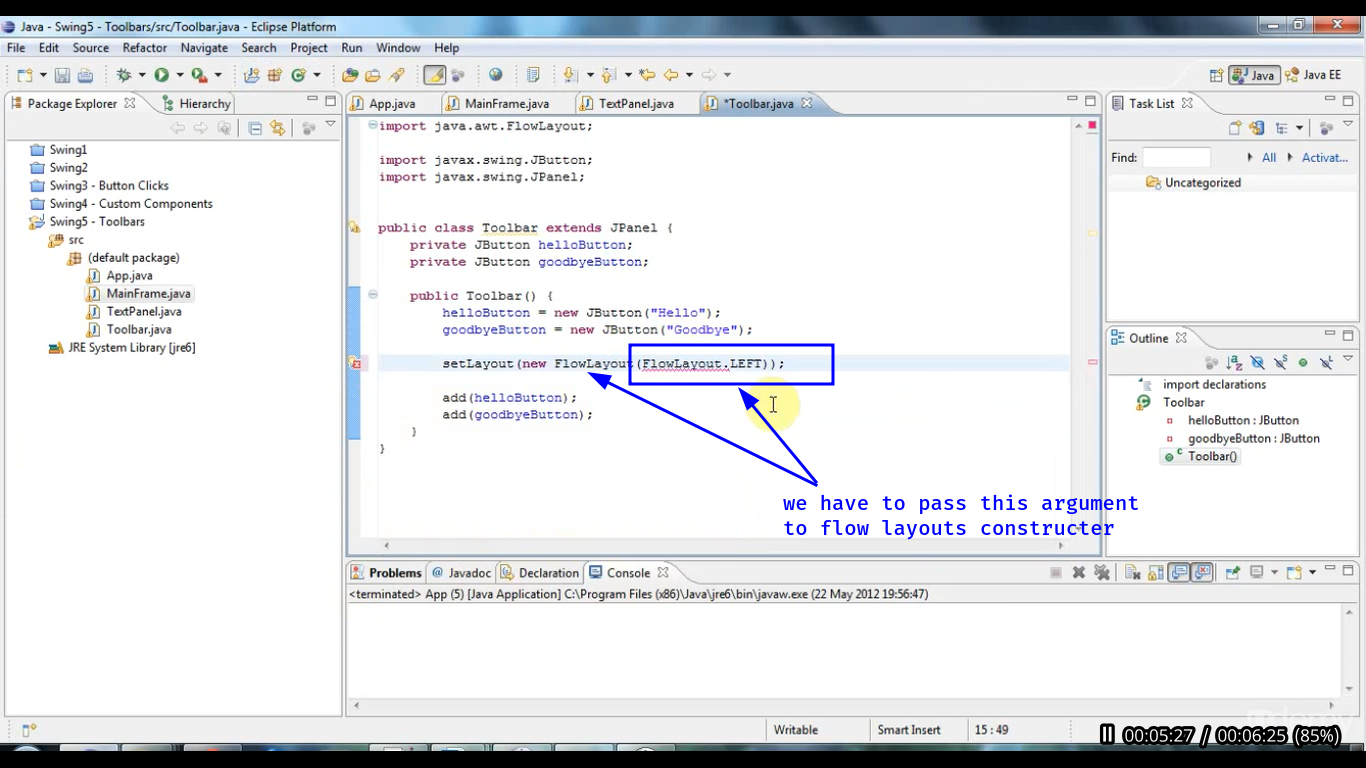 Java - Swing5 - Toolbars/src/Toolbar.java - Eclipse Platform
File Edit Source Refactor Navigate Search Project Run Window Help
Java Java EE
Package Explorer Hierarchy
App.java MainFrame.java TextPanel.java *Toolbar.java
Task List
Swing1
Swing2
Swing3 - Button Clicks
Swing4 - Custom Components
Swing5 - Toolbars
src
(default package)
App.java
MainFrame.java
TextPanel.java
Toolbar.java
JRE System Library [jre6]
import java.awt.FlowLayout;
import javax.swing.JButton;
import javax.swing.JPanel;
public class Toolbar extends JPanel {
private JButton helloButton;
private JButton goodbyeButton;
public Toolbar() {
helloButton = new JButton("Hello");
goodbyeButton = new JButton("Goodbye");
setLayout(new FlowLayout(FlowLayout.LEFT));
add(helloButton);
add(goodbyeButton);
}
}
we have to pass this argument
to flow layouts constructer
Find: All Activat...
Uncategorized
Outline
import declarations
Toolbar
helloButton : JButton
goodbyeButton : JButton
Toolbar()
Problems @ Javadoc Declaration Console
<terminated> App (5) [Java Application] C:\Program Files (x86)\Java\jre6\bin\javaw.exe (22 May 2012 19:56:47)
Writable Smart Insert 15 : 49
00:05:27 / 00:06:25 (85%)